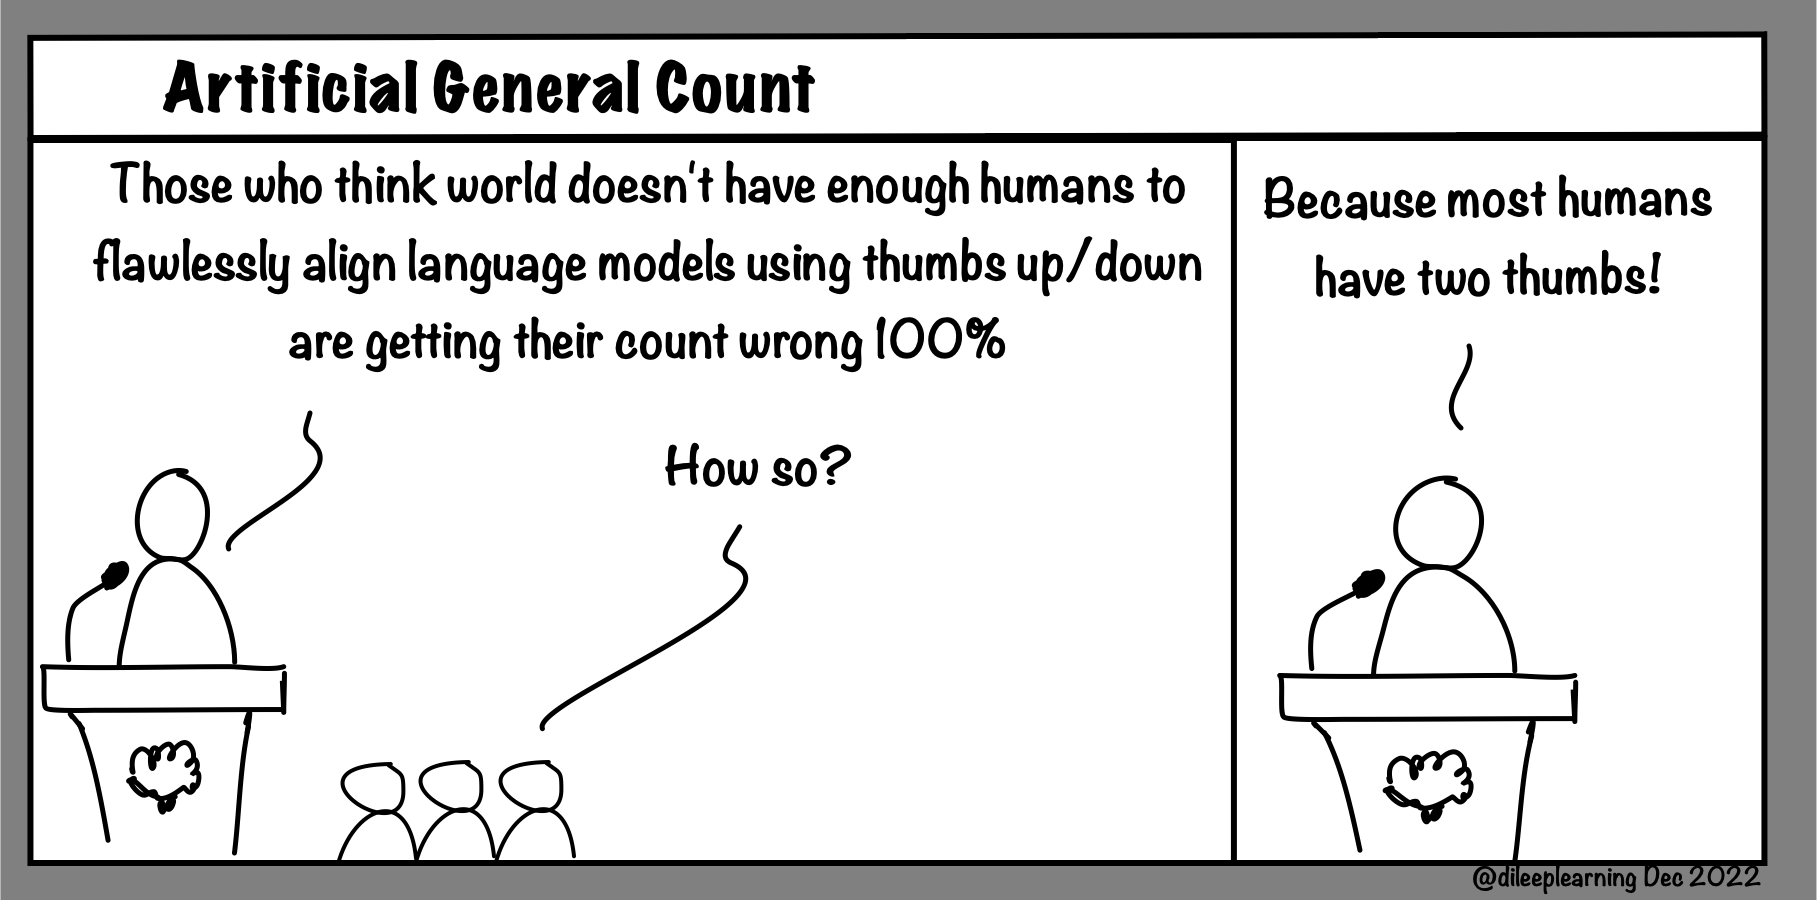 Artificial General Count
Those who think world doesn't have enough humans to
flawlessly align language models using thumbs up/down
are getting their count wrong 100%
How so?
Because most humans
have two thumbs!
@dileeplearning Dec 2022